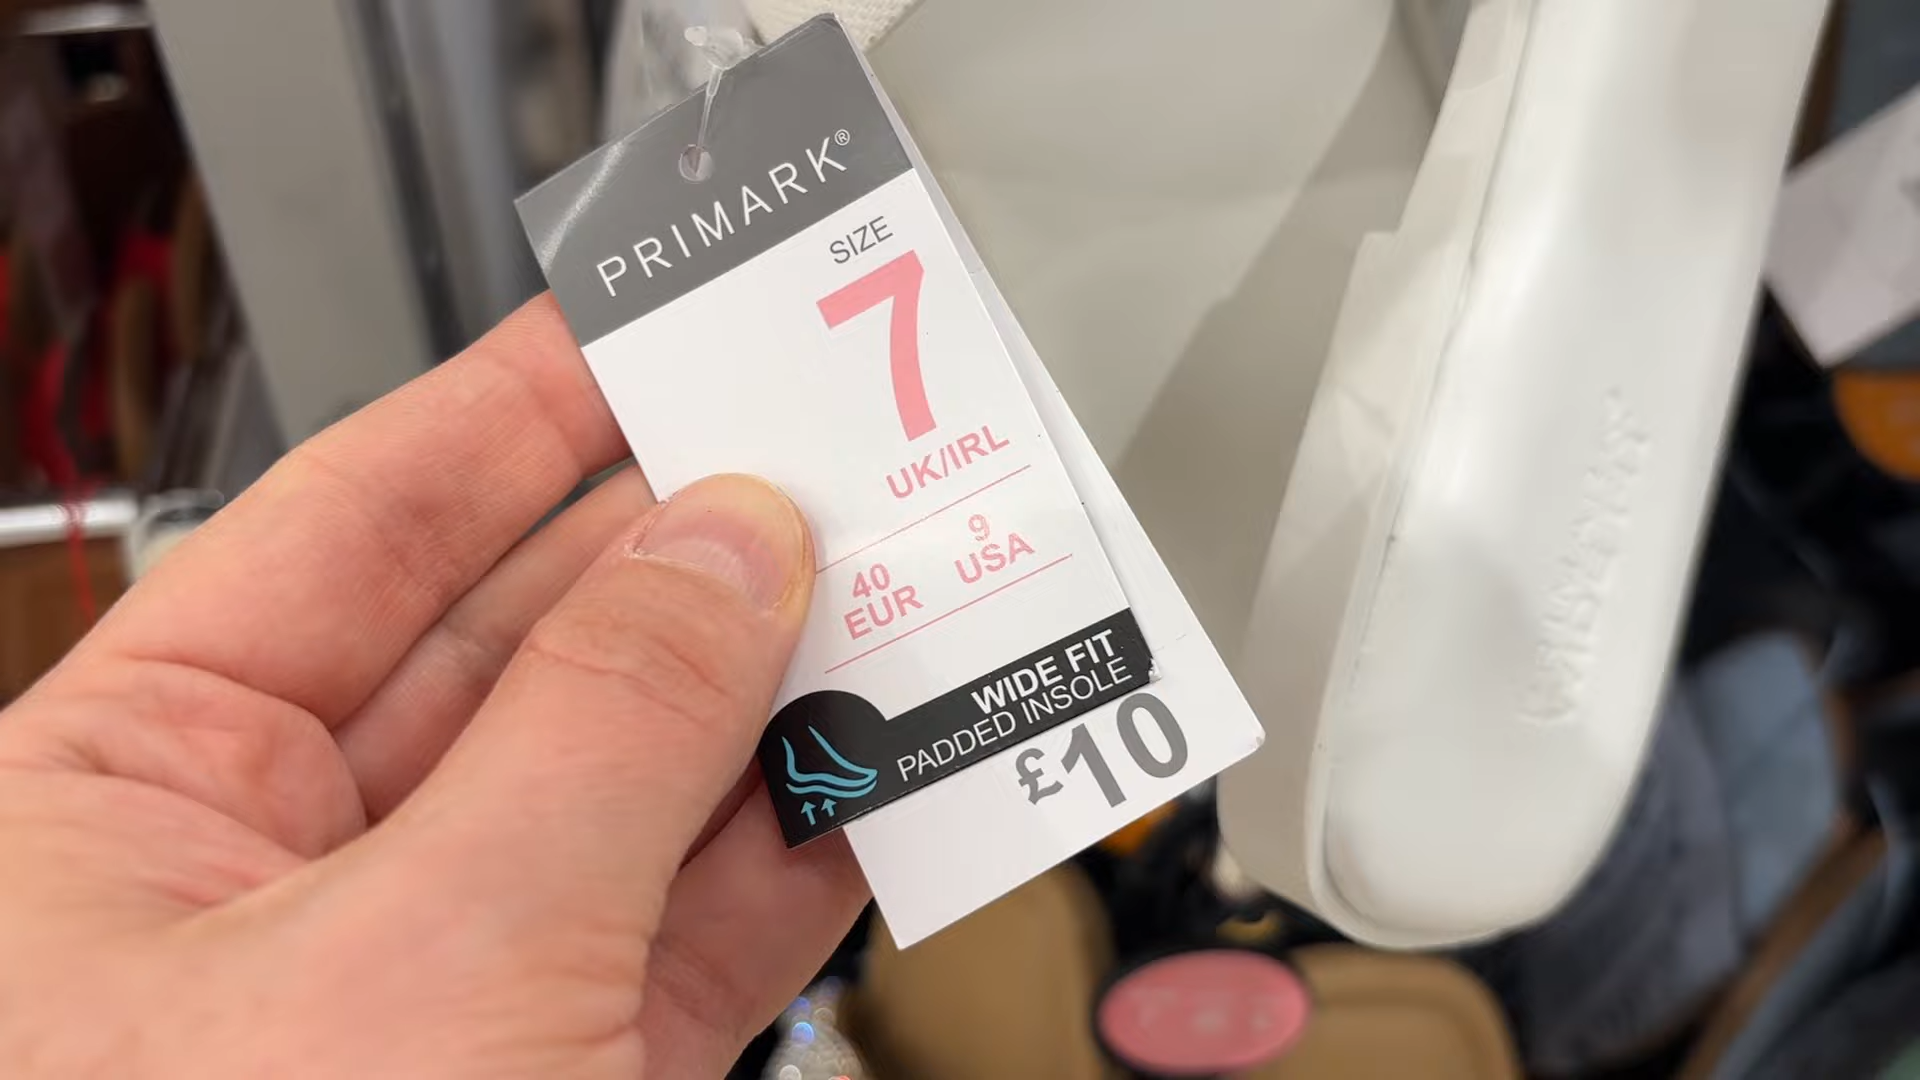 PRIMARK®
SIZE
7
UK/IRL
40
EUR
9
USA
WIDE FIT
PADDED INSOLE
£10